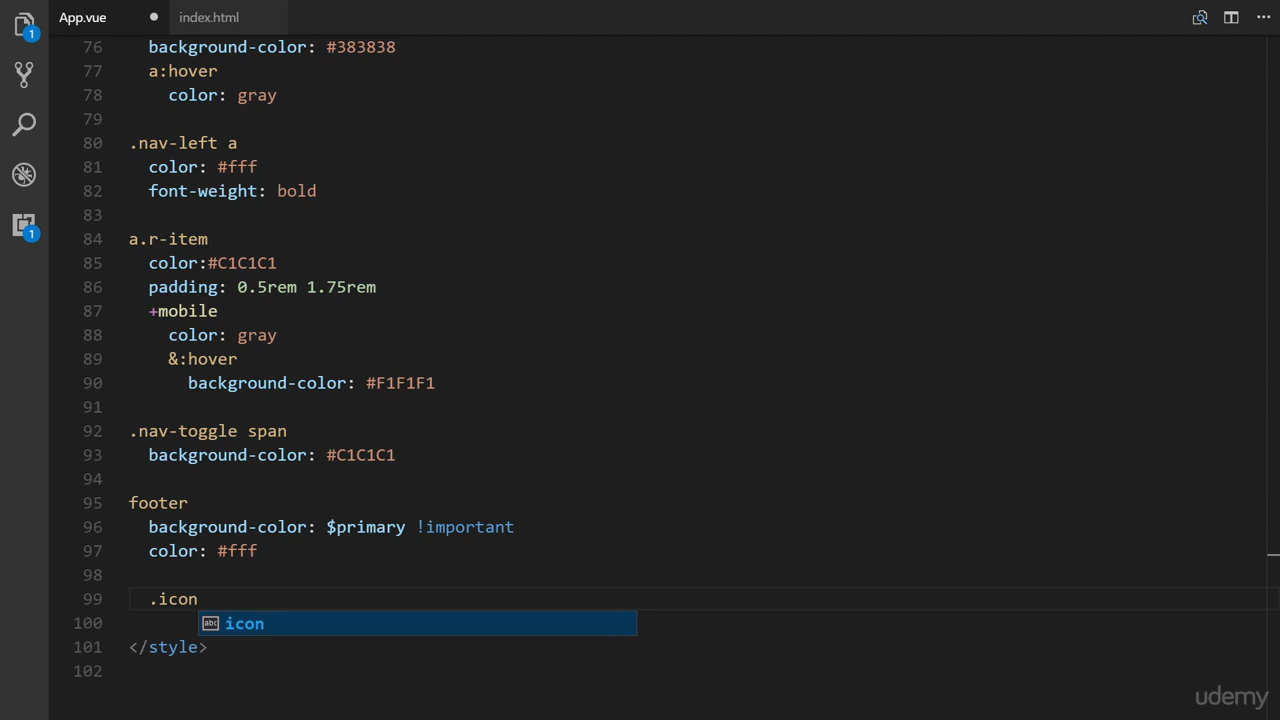 App.vue index.html
1
1
76 background-color: #383838
77 a:hover
78 color: gray
79
80 .nav-left a
81 color: #fff
82 font-weight: bold
83
84 a.r-item
85 color:#C1C1C1
86 padding: 0.5rem 1.75rem
87 +mobile
88 color: gray
89 &:hover
90 background-color: #F1F1F1
91
92 .nav-toggle span
93 background-color: #C1C1C1
94
95 footer
96 background-color: $primary !important
97 color: #fff
98
99 .icon
100 abc icon
101 </style>
102
udemy